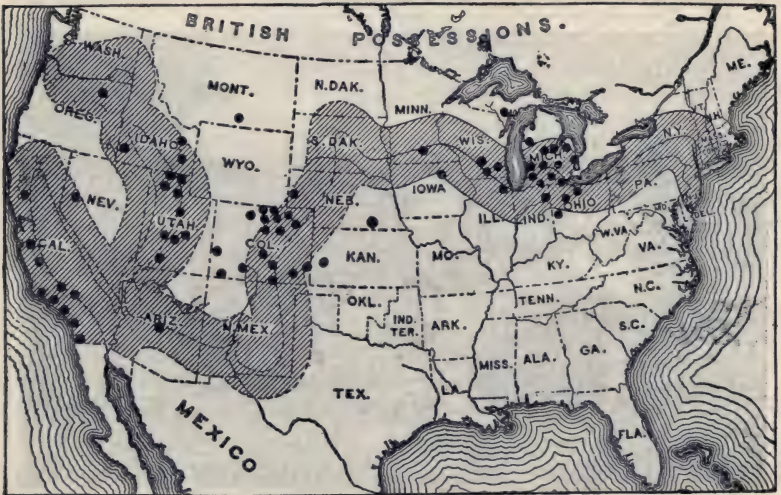 BRITISH POSSESSIONS.
WASH.
MONT.
N.DAK.
MINN.
ME.
OREG.
IDAHO
S.DAK.
WIS.
MICH.
N.Y.
WYO.
NEV.
NEB.
IOWA
ILL.
IND.
OHIO
PA.
UTAH
COL.
CAL.
KAN.
MO.
KY.
W.VA.
VA.
DEL.
ARIZ.
N.MEX.
OKL.
IND.
TER.
ARK.
TENN.
N.C.
S.C.
MISS.
ALA.
GA.
TEX.
LA.
FLA.
MEXICO